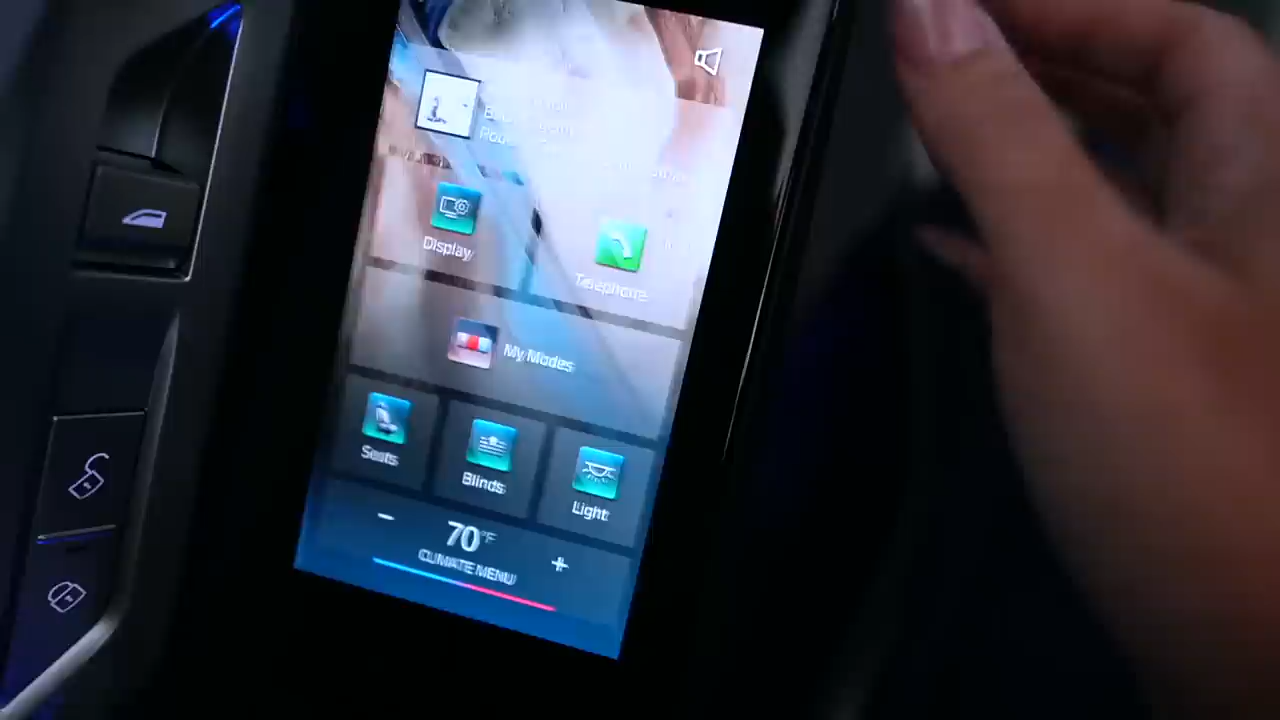 Display
Telephone
My Modes
Seats
Blinds
Light
− 70°F +
CLIMATE MENU